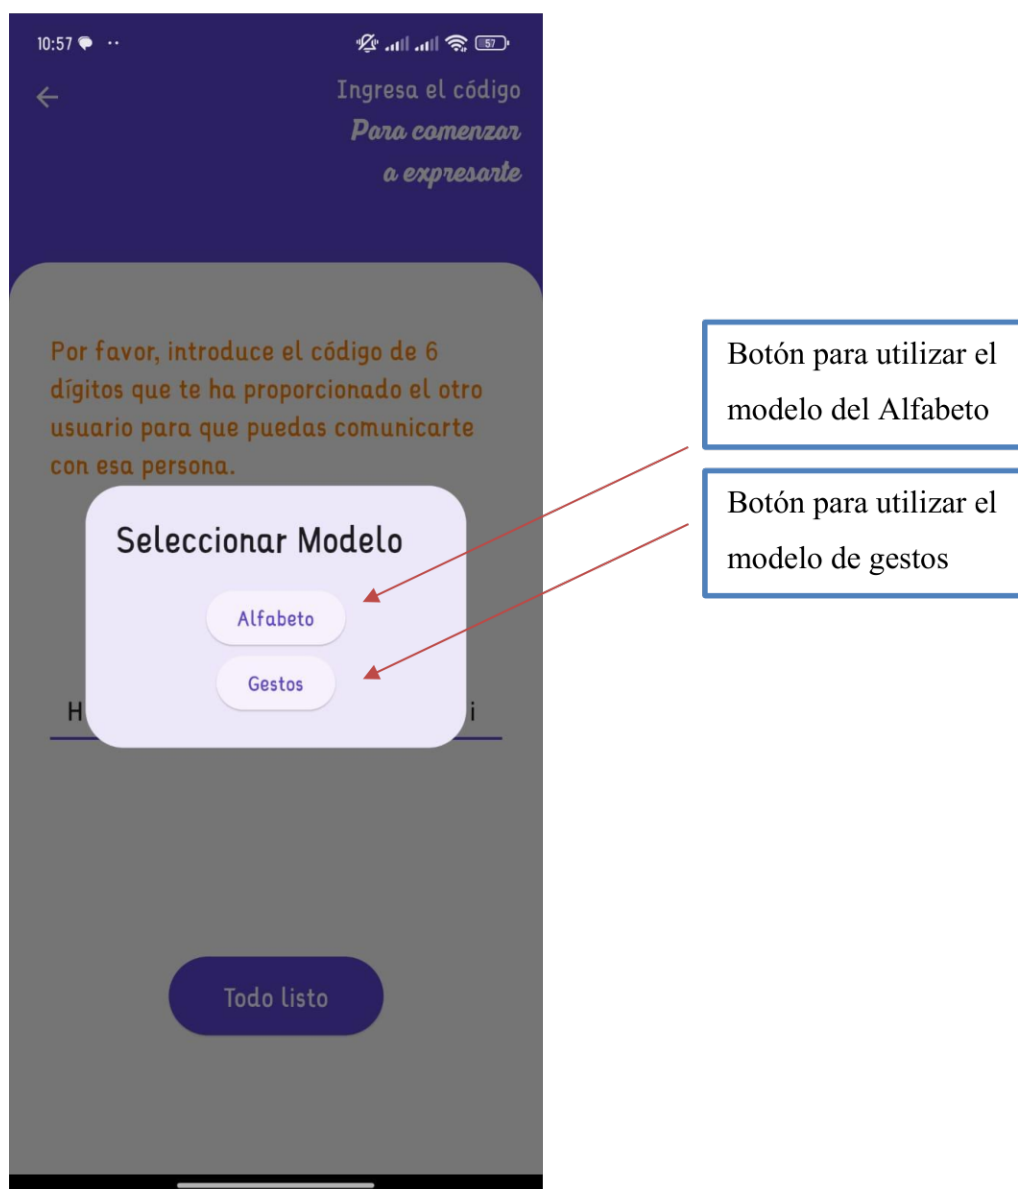 10:57
57
Ingresa el código
Para comenzar
a expresarte
Por favor, introduce el código de 6
dígitos que te ha proporcionado el otro
usuario para que puedas comunicarte
con esa persona.
Seleccionar Modelo
Alfabeto
Gestos
H
i
Todo listo
Botón para utilizar el
modelo del Alfabeto
Botón para utilizar el
modelo de gestos